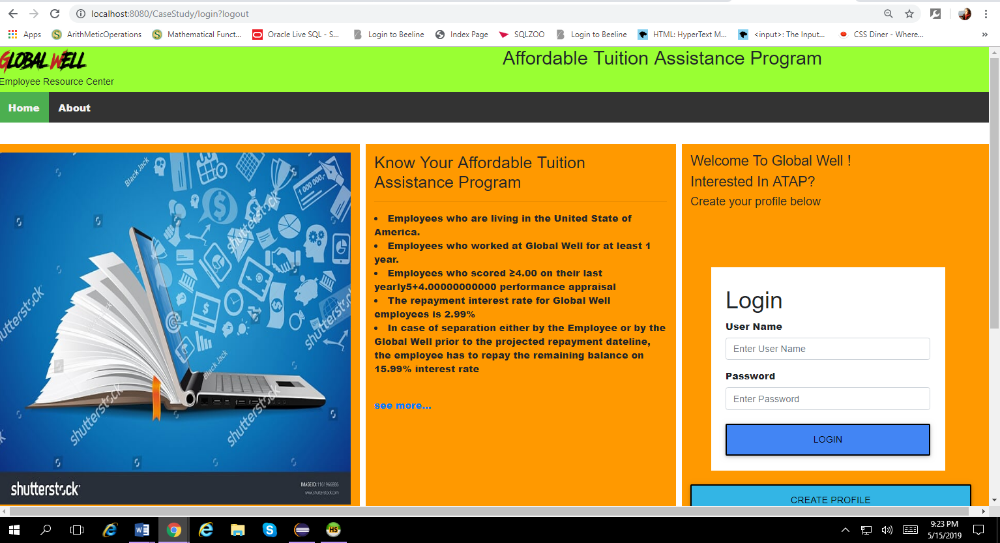 localhost:8080/CaseStudy/login?logout
Apps ArithMeticOperations Mathematical Funct... Oracle Live SQL - S... Login to Beeline Index Page SQLZOO Login to Beeline HTML: HyperText M... <input>: The Input... CSS Diner - Where... »
GLOBAL WELL
Affordable Tuition Assistance Program
Employee Resource Center
Home About
Black Jack
1 000 000,-
shutterstock
shutterstock
shutterstock
Black Jack
shutterstock
shutterstock
shutterstock
shutterstock
IMAGE ID: 1161966886
www.shutterstock.com
Know Your Affordable Tuition
Assistance Program
• Employees who are living in the United State of
America.
• Employees who worked at Global Well for at least 1
year.
• Employees who scored ≥4.00 on their last
yearly5+4.00000000000 performance appraisal
• The repayment interest rate for Global Well
employees is 2.99%
• In case of separation either by the Employee or by the
Global Well prior to the projected repayment dateline,
the employee has to repay the remaining balance on
15.99% interest rate
see more...
Welcome To Global Well !
Interested In ATAP?
Create your profile below
Login
User Name
Enter User Name
Password
Enter Password
LOGIN
CREATE PROFILE
HS
9:23 PM
5/15/2019